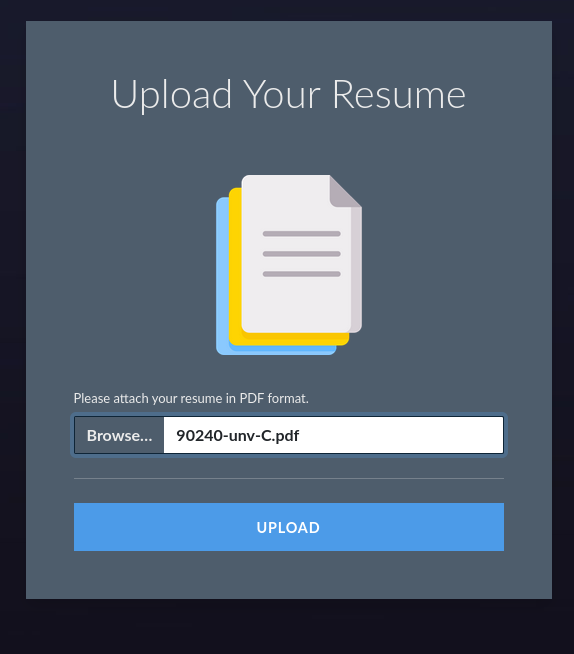 Upload Your Resume
Please attach your resume in PDF format.
Browse... 90240-unv-C.pdf
UPLOAD